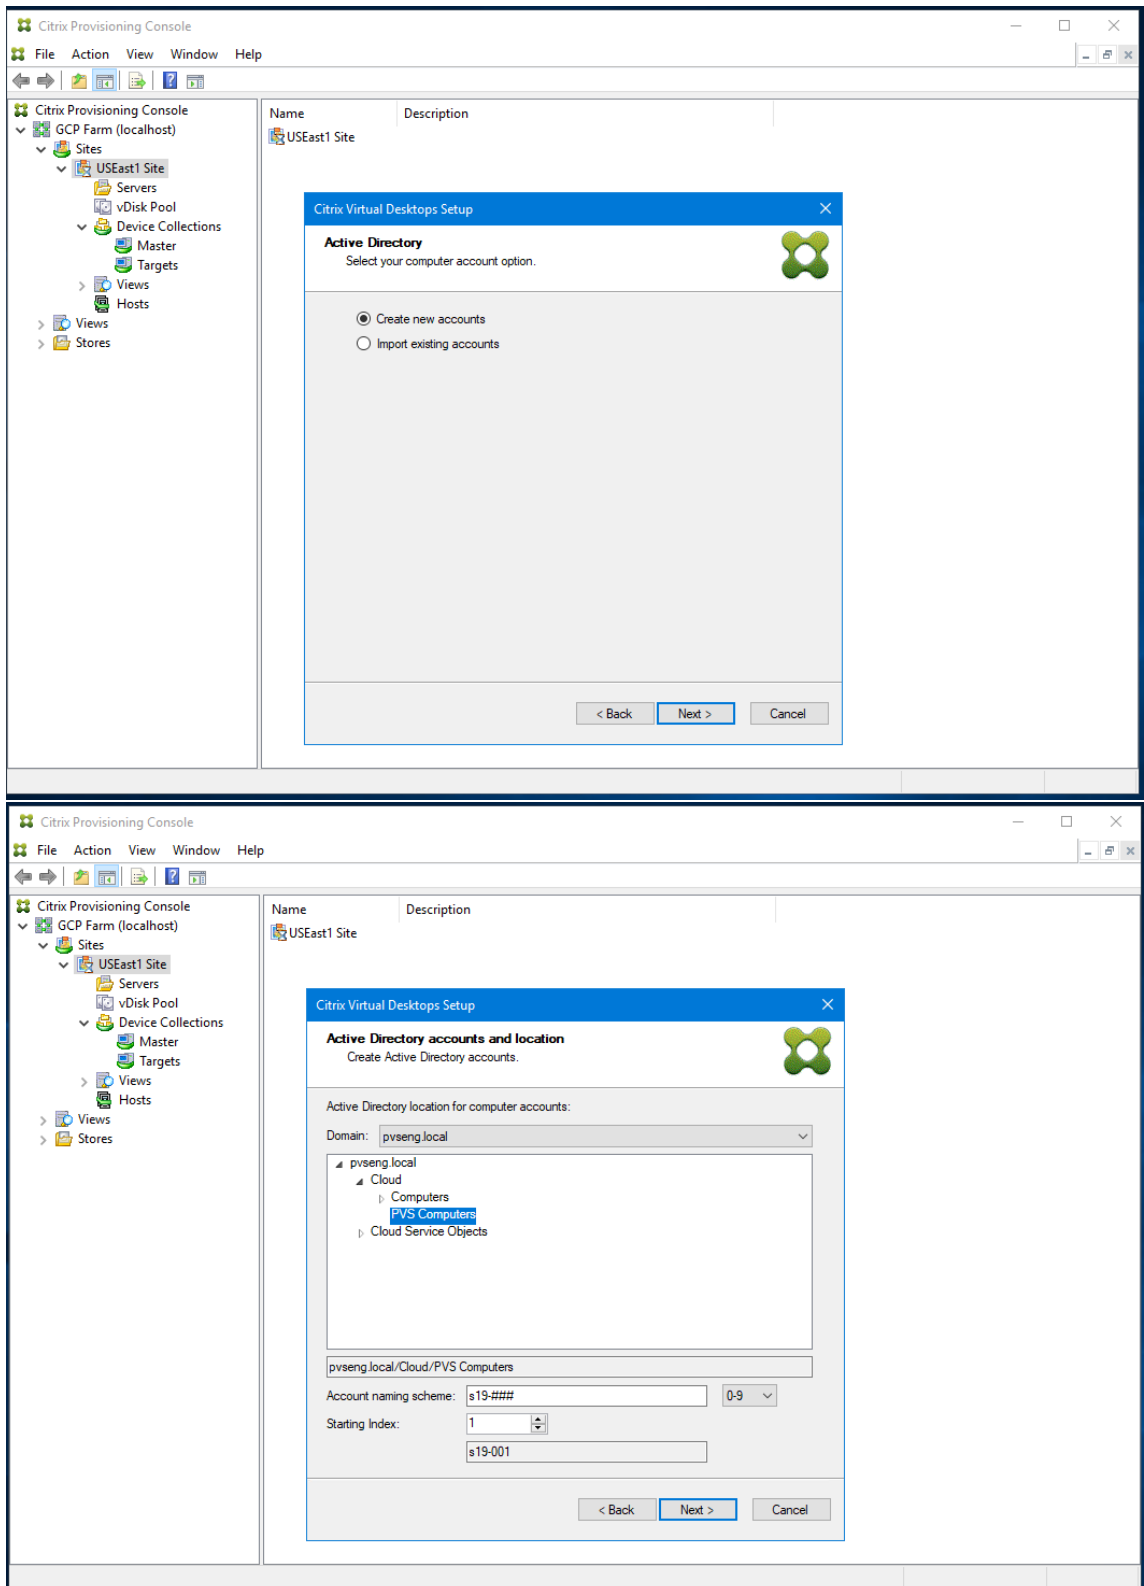 Citrix Provisioning Console
File Action View Window Help
Citrix Provisioning Console
GCP Farm (localhost)
Sites
USEast1 Site
Servers
vDisk Pool
Device Collections
Master
Targets
Views
Hosts
Views
Stores
Name Description
USEast1 Site
Citrix Virtual Desktops Setup
Active Directory
Select your computer account option.
Create new accounts
Import existing accounts
< Back Next > Cancel
Citrix Provisioning Console
File Action View Window Help
Citrix Provisioning Console
GCP Farm (localhost)
Sites
USEast1 Site
Servers
vDisk Pool
Device Collections
Master
Targets
Views
Hosts
Views
Stores
Name Description
USEast1 Site
Citrix Virtual Desktops Setup
Active Directory accounts and location
Create Active Directory accounts.
Active Directory location for computer accounts:
Domain: pvseng.local
pvseng.local
Cloud
Computers
PVS Computers
Cloud Service Objects
pvseng.local/Cloud/PVS Computers
Account naming scheme: s19-### 0-9
Starting Index: 1
s19-001
< Back Next > Cancel